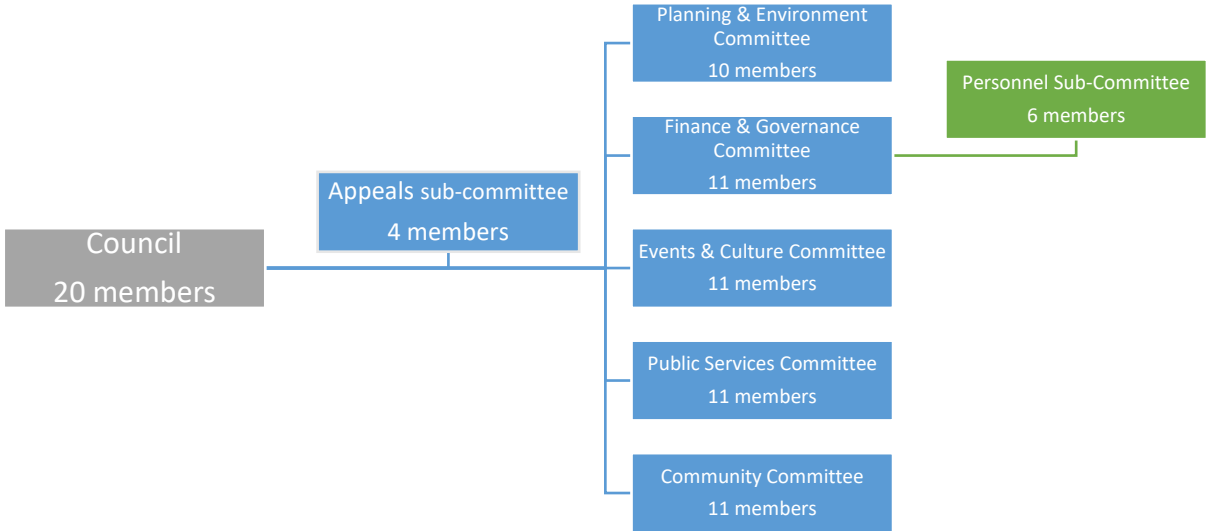 Council
20 members
Appeals sub-committee
4 members
Planning & Environment
Committee
10 members
Finance & Governance
Committee
11 members
Events & Culture Committee
11 members
Public Services Committee
11 members
Community Committee
11 members
Personnel Sub-Committee
6 members